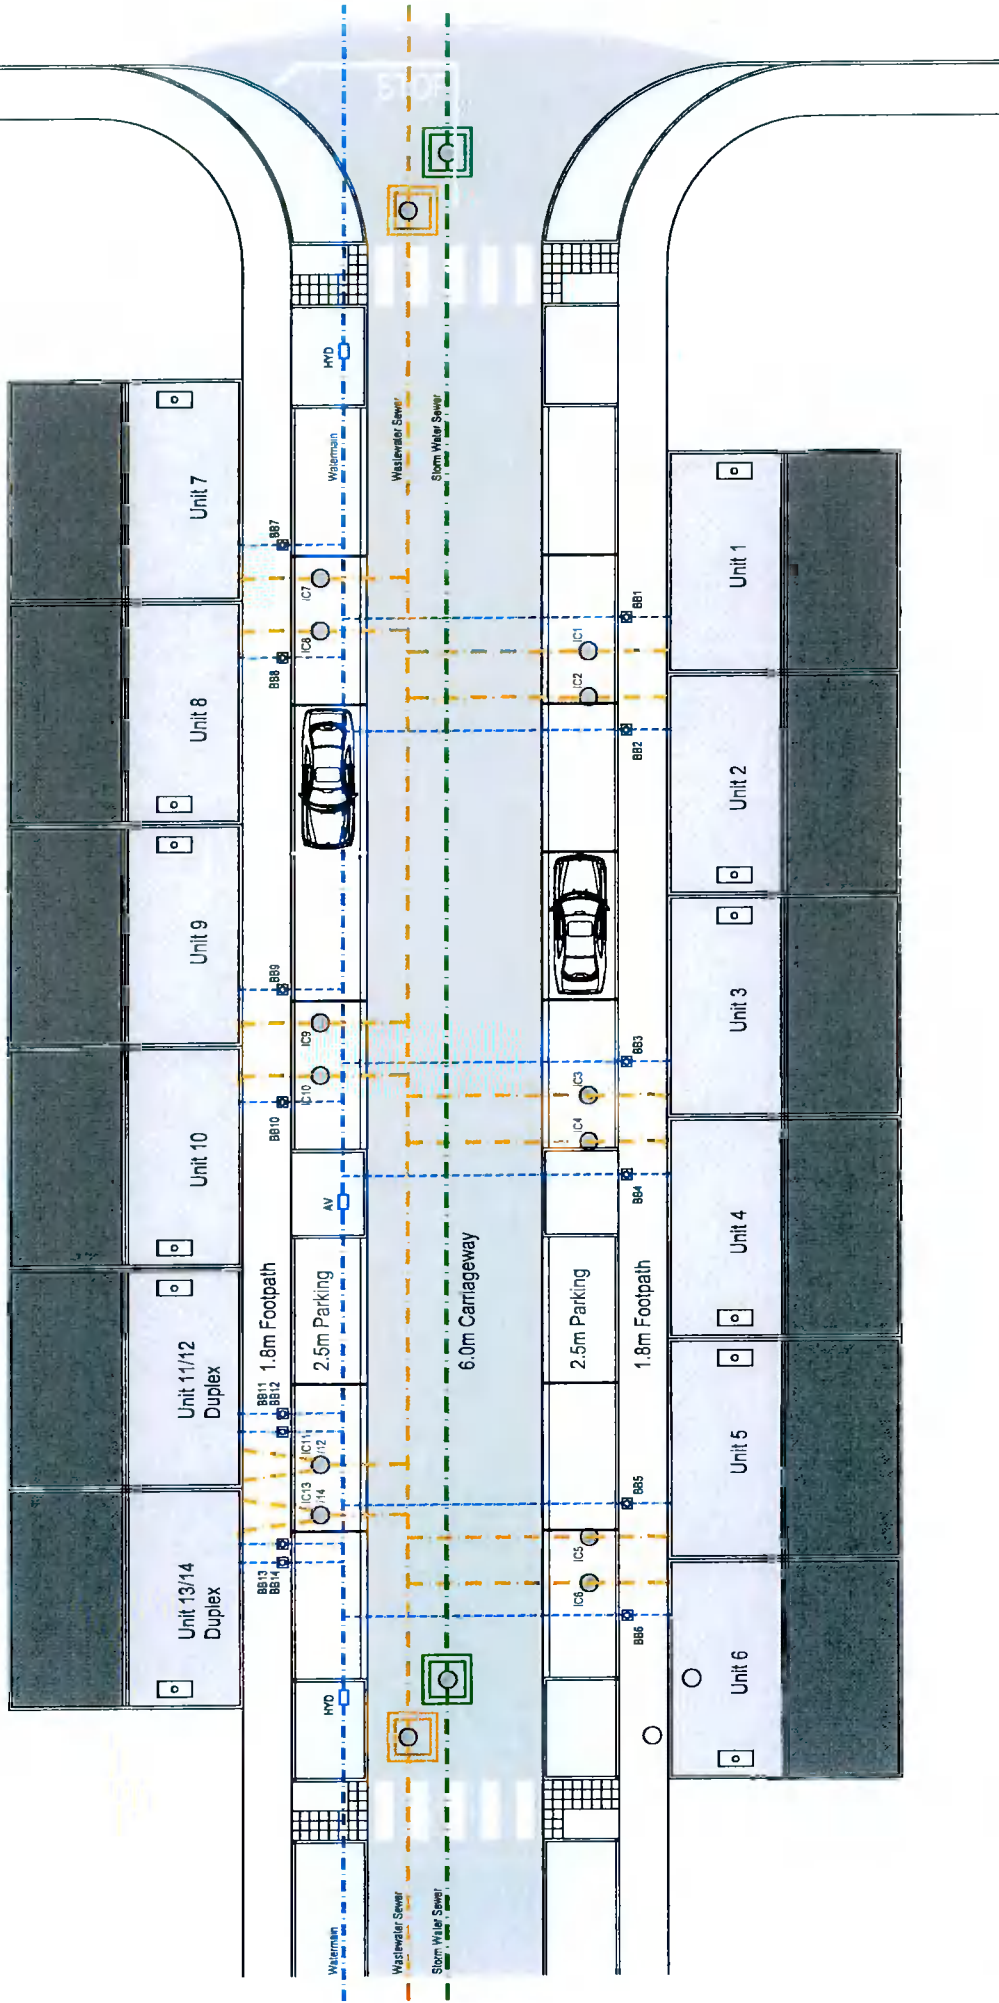 STOP
HYD
Watermain
Wastewater Sewer
Storm Water Sewer
Unit 7
BB7
IC7
IC8
BB8
Unit 8
Unit 1
BB1
IC1
IC2
BB2
Unit 2
Unit 9
BB9
IC9
IC10
BB10
Unit 10
Unit 3
BB3
IC3
IC4
BB4
Unit 4
AV
1.8m Footpath
2.5m Parking
6.0m Carriageway
2.5m Parking
1.8m Footpath
Unit 11/12
Duplex
BB11
BB12
IC11
/12
IC13
/14
BB13
BB14
Unit 13/14
Duplex
Unit 5
BB5
IC5
IC6
BB6
Unit 6
HYD
Watermain
Wastewater Sewer
Storm Water Sewer